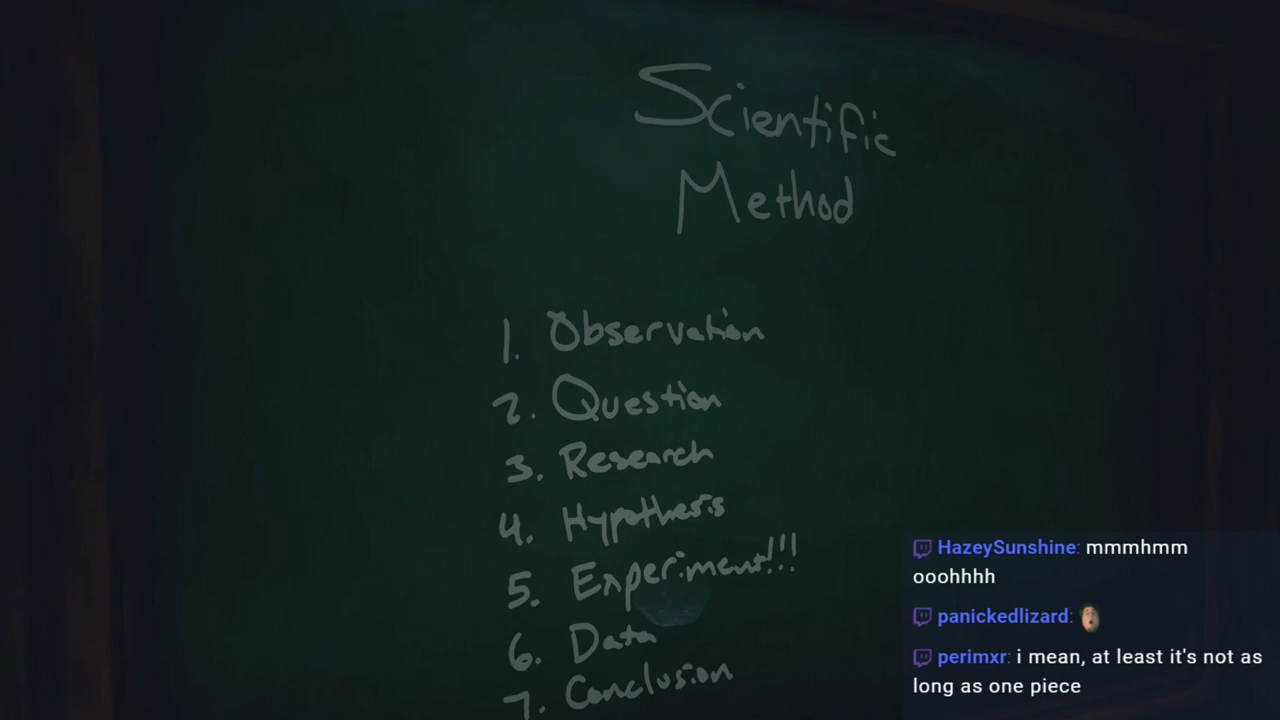 Scientific
Method
1. Observation
2. Question
3. Research
4. Hypothesis
5. Experiment!!!
6. Data
7. Conclusion
HazeySunshine: mmmhmm
ooohhhh
panickedlizard:
perimxr: i mean, at least it's not as
long as one piece